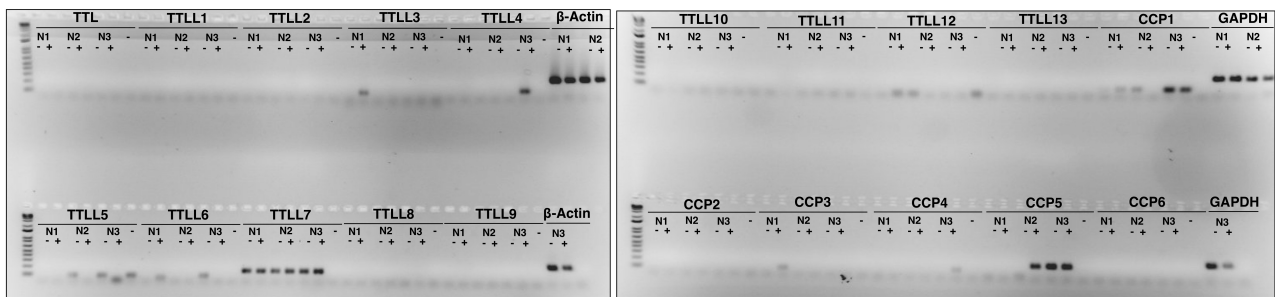 TTL TTLL1 TTLL2 TTLL3 TTLL4 β-Actin
N1 N2 N3 - N1 N2 N3 - N1 N2 N3 - N1 N2 N3 - N1 N2 N3 - N1 N2
- + - + - + - + - + - + - + - + - + - + - + - + - + - + - + - + - +
TTLL5 TTLL6 TTLL7 TTLL8 TTLL9 β-Actin
N1 N2 N3 - N1 N2 N3 - N1 N2 N3 - N1 N2 N3 - N1 N2 N3 - N3
- + - + - + - + - + - + - + - + - + - + - + - + - + - + - + - +
TTLL10 TTLL11 TTLL12 TTLL13 CCP1 GAPDH
N1 N2 N3 - N1 N2 N3 - N1 N2 N3 - N1 N2 N3 - N1 N2 N3 - N1 N2
- + - + - + - + - + - + - + - + - + - + - + - + - + - + - + - + - +
CCP2 CCP3 CCP4 CCP5 CCP6 GAPDH
N1 N2 N3 - N1 N2 N3 - N1 N2 N3 - N1 N2 N3 - N1 N2 N3 - N3
- + - + - + - + - + - + - + - + - + - + - + - + - + - + - + - +